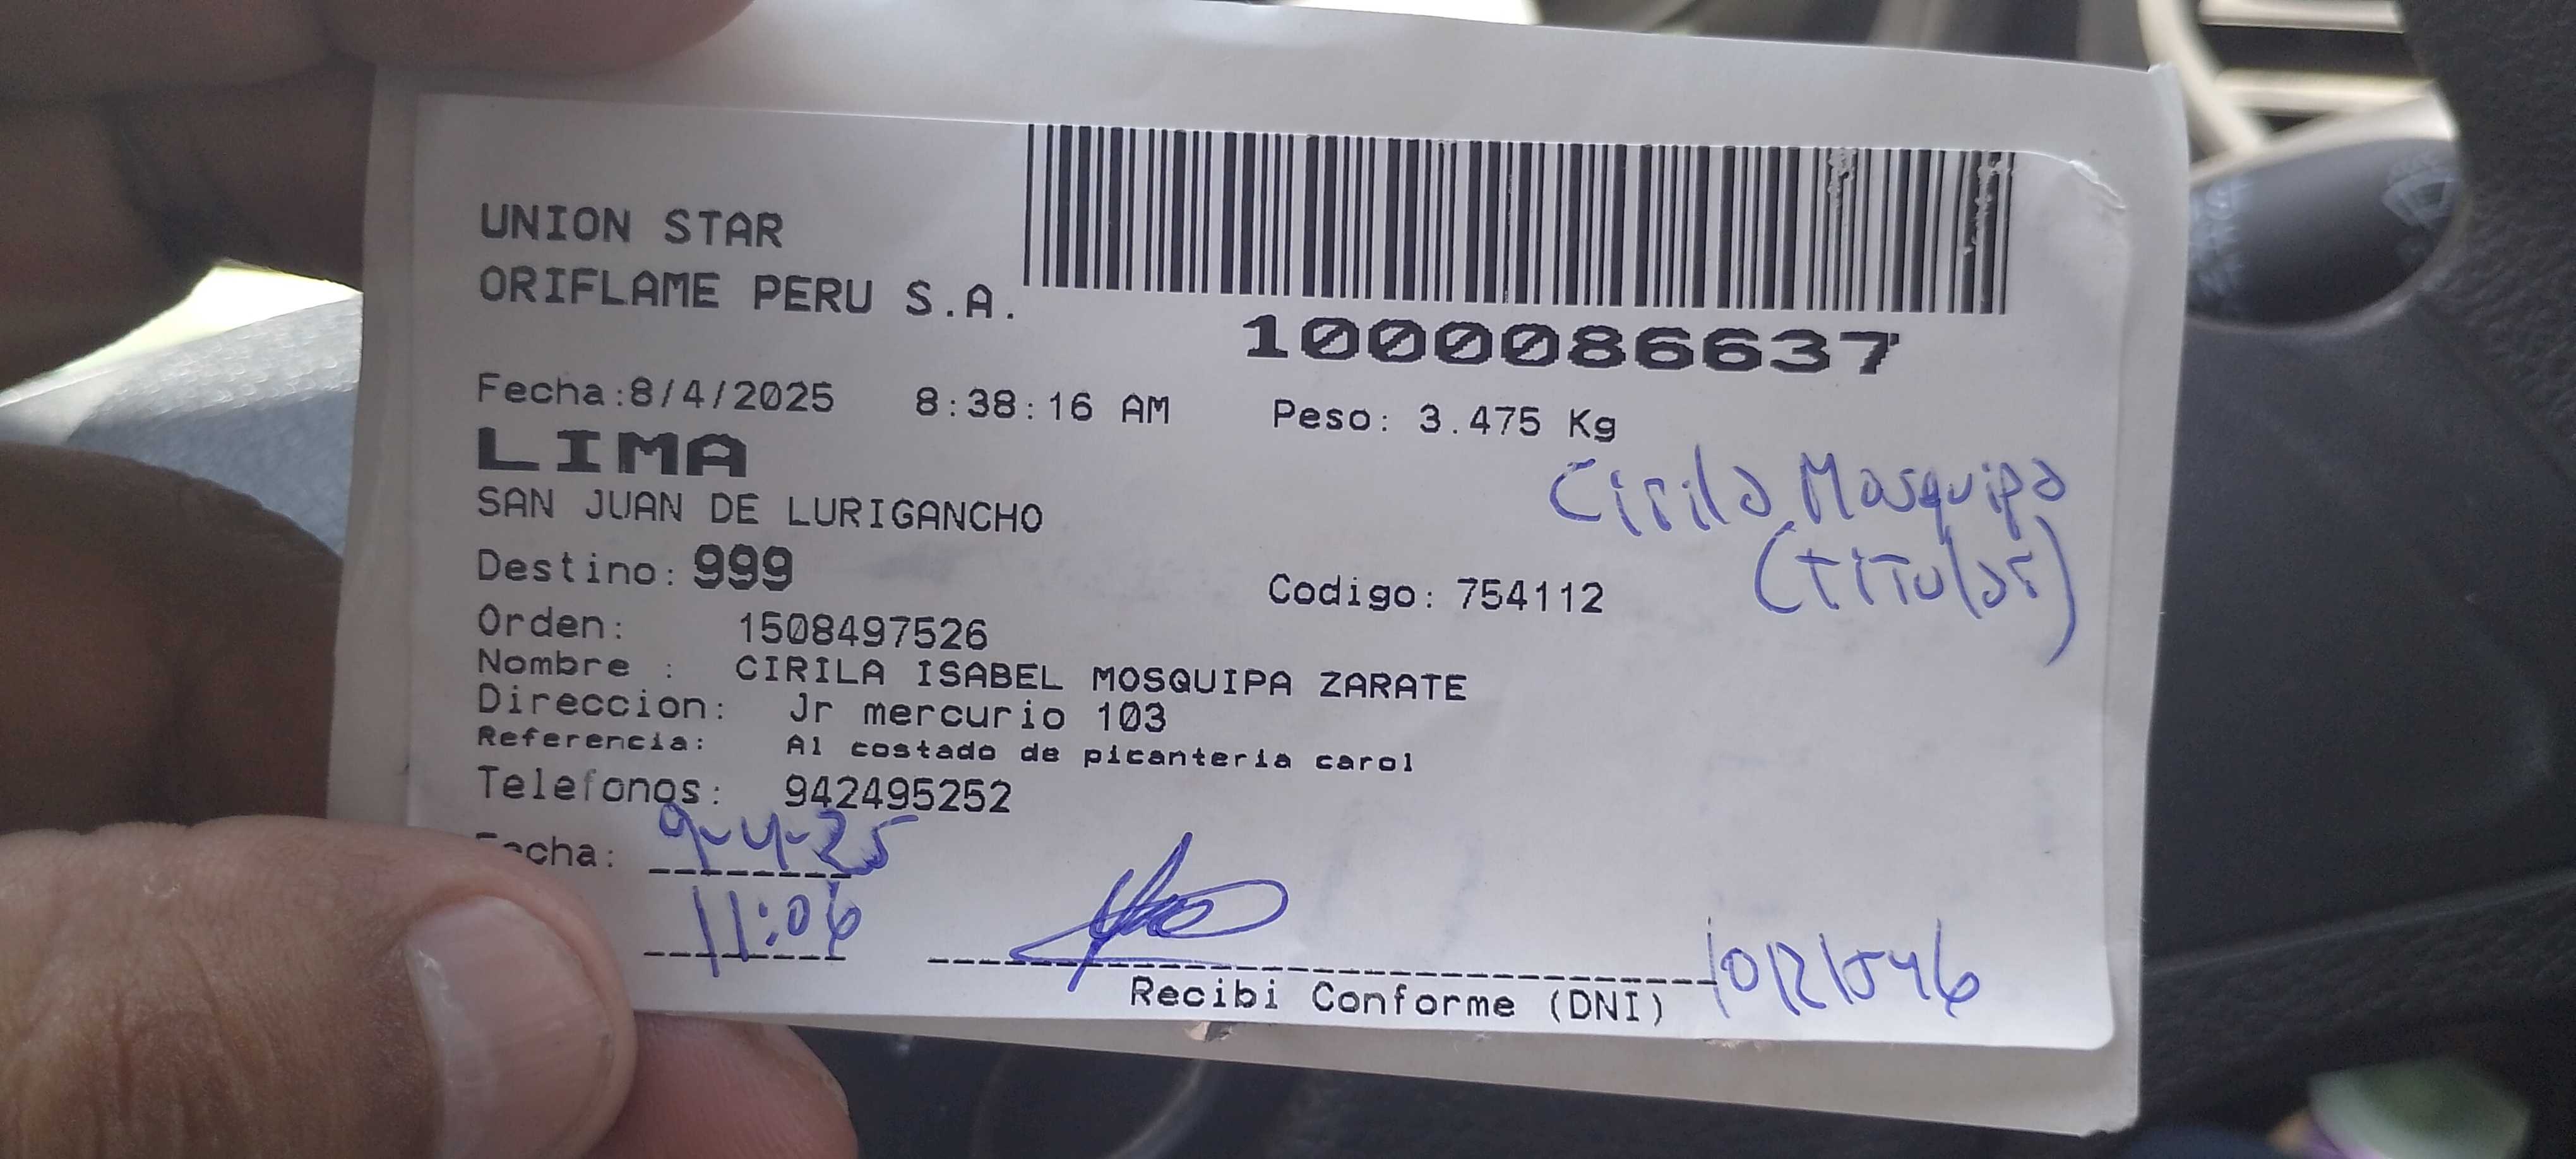 UNION STAR
ORIFLAME PERU S.A.
1000086637
Fecha:8/4/2025 8:38:16 AM Peso: 3.475 Kg
LIMA
SAN JUAN DE LURIGANCHO
Cirila Mosquipa
(TITULAR)
Destino: 999 Codigo: 754112
Orden: 1508497526
Nombre : CIRILA ISABEL MOSQUIPA ZARATE
Direccion: Jr mercurio 103
Referencia: Al costado de picanteria carol
Telefonos: 942495252
Fecha: 9-4-25
11:06
Recibi Conforme (DNI)